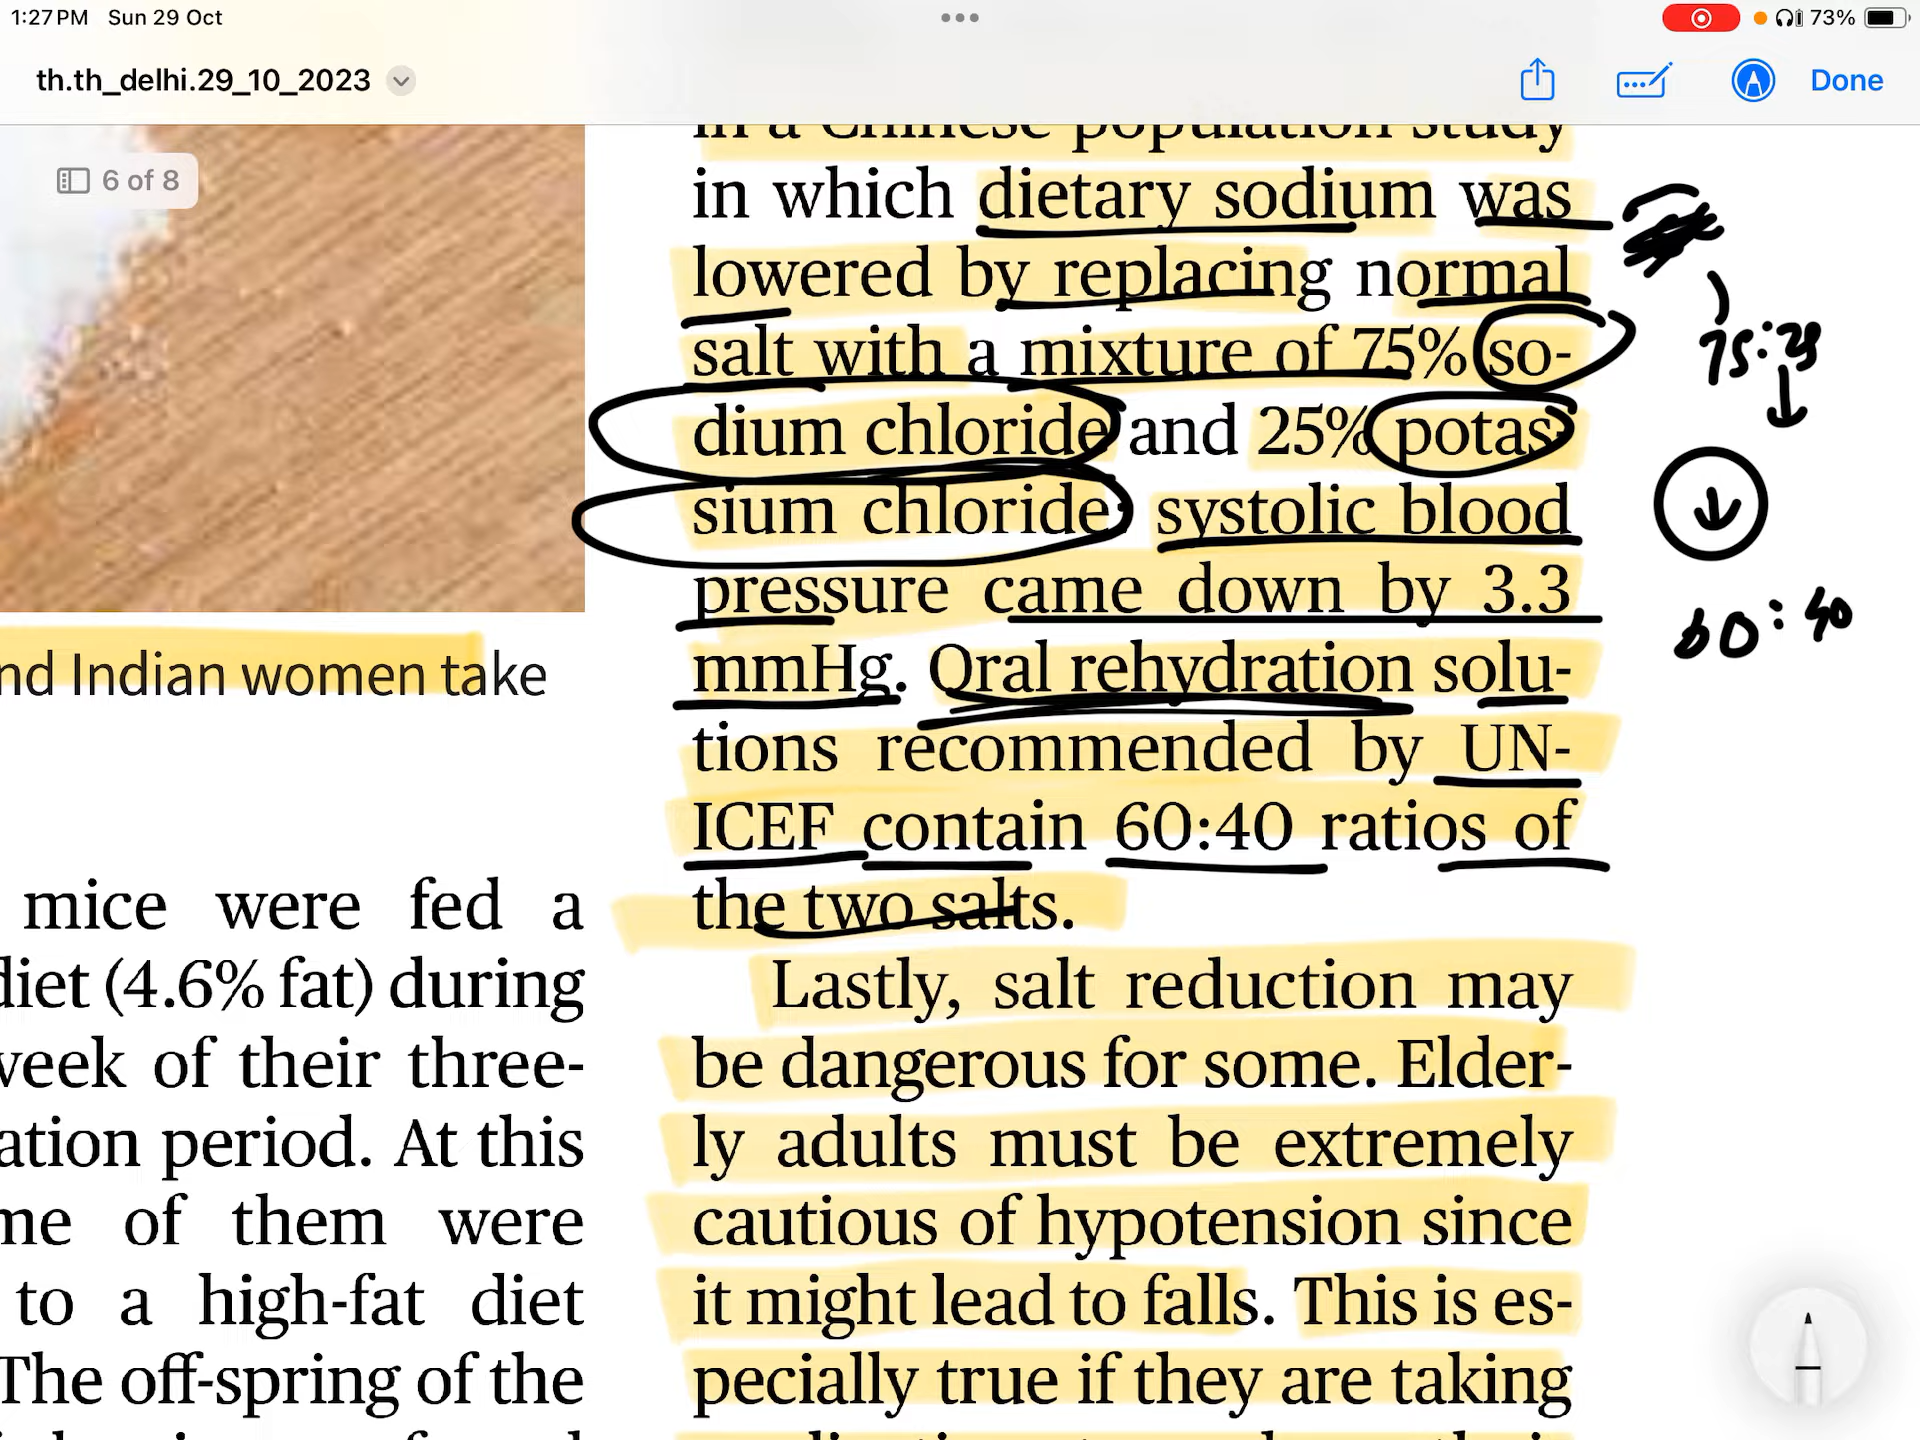 1:27 PM Sun 29 Oct
73%
th.th_delhi.29_10_2023
Done
6 of 8
nd Indian women take
mice were fed a
diet (4.6% fat) during
week of their three-
ation period. At this
me of them were
to a high-fat diet
The off-spring of the
in a Chinese population study
in which dietary sodium was
lowered by replacing normal
salt with a mixture of 75% so-
dium chloride and 25% potas-
sium chloride, systolic blood
pressure came down by 3.3
mmHg. Oral rehydration solu-
tions recommended by UN-
ICEF contain 60:40 ratios of
the two salts.
Lastly, salt reduction may
be dangerous for some. Elder-
ly adults must be extremely
cautious of hypotension since
it might lead to falls. This is es-
pecially true if they are taking
75:25
60:40